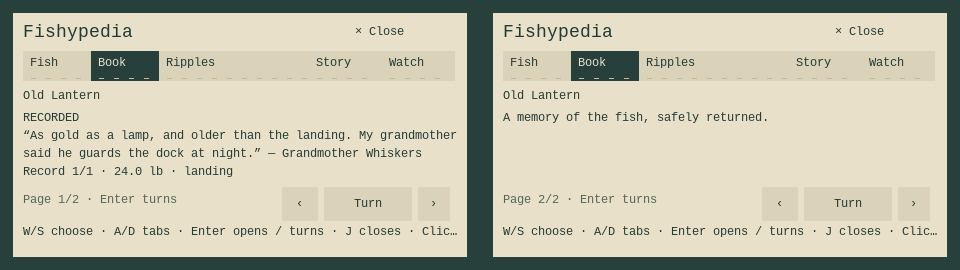 Fishypedia × Close
Fish Book Ripples Story Watch
Old Lantern
RECORDED
“As gold as a lamp, and older than the landing. My grandmother
said he guards the dock at night.” — Grandmother Whiskers
Record 1/1 · 24.0 lb · landing
Page 1/2 · Enter turns ‹ Turn ›
W/S choose · A/D tabs · Enter opens / turns · J closes · Clic…
Fishypedia × Close
Fish Book Ripples Story Watch
Old Lantern
A memory of the fish, safely returned.
Page 2/2 · Enter turns ‹ Turn ›
W/S choose · A/D tabs · Enter opens / turns · J closes · Clic…